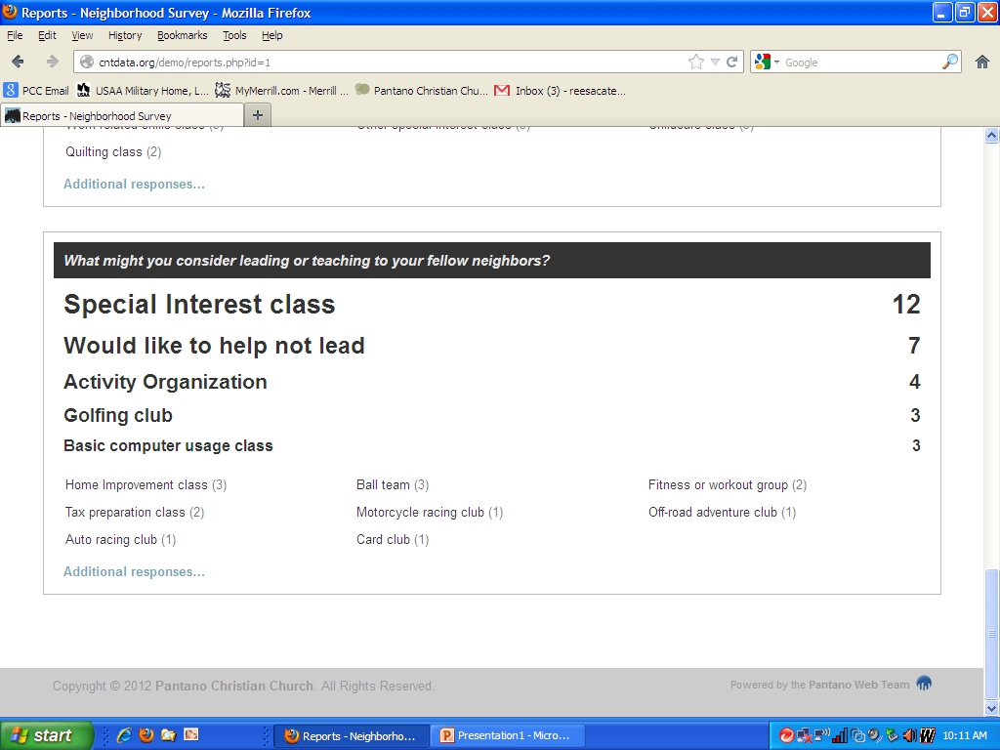 Reports - Neighborhood Survey - Mozilla Firefox
File Edit View History Bookmarks Tools Help
cntdata.org/demo/reports.php?id=1 Google
PCC Email USAA Military Home, L... MyMerrill.com - Merrill ... Pantano Christian Chu... Inbox (3) - reesacate...
Reports - Neighborhood Survey +
Quilting class (2)
Additional responses...
What might you consider leading or teaching to your fellow neighbors?
Special Interest class 12
Would like to help not lead 7
Activity Organization 4
Golfing club 3
Basic computer usage class 3
Home Improvement class (3) Ball team (3) Fitness or workout group (2)
Tax preparation class (2) Motorcycle racing club (1) Off-road adventure club (1)
Auto racing club (1) Card club (1)
Additional responses...
Copyright © 2012 Pantano Christian Church. All Rights Reserved. Powered by the Pantano Web Team
start Reports - Neighborho... Presentation1 - Micro... 10:11 AM